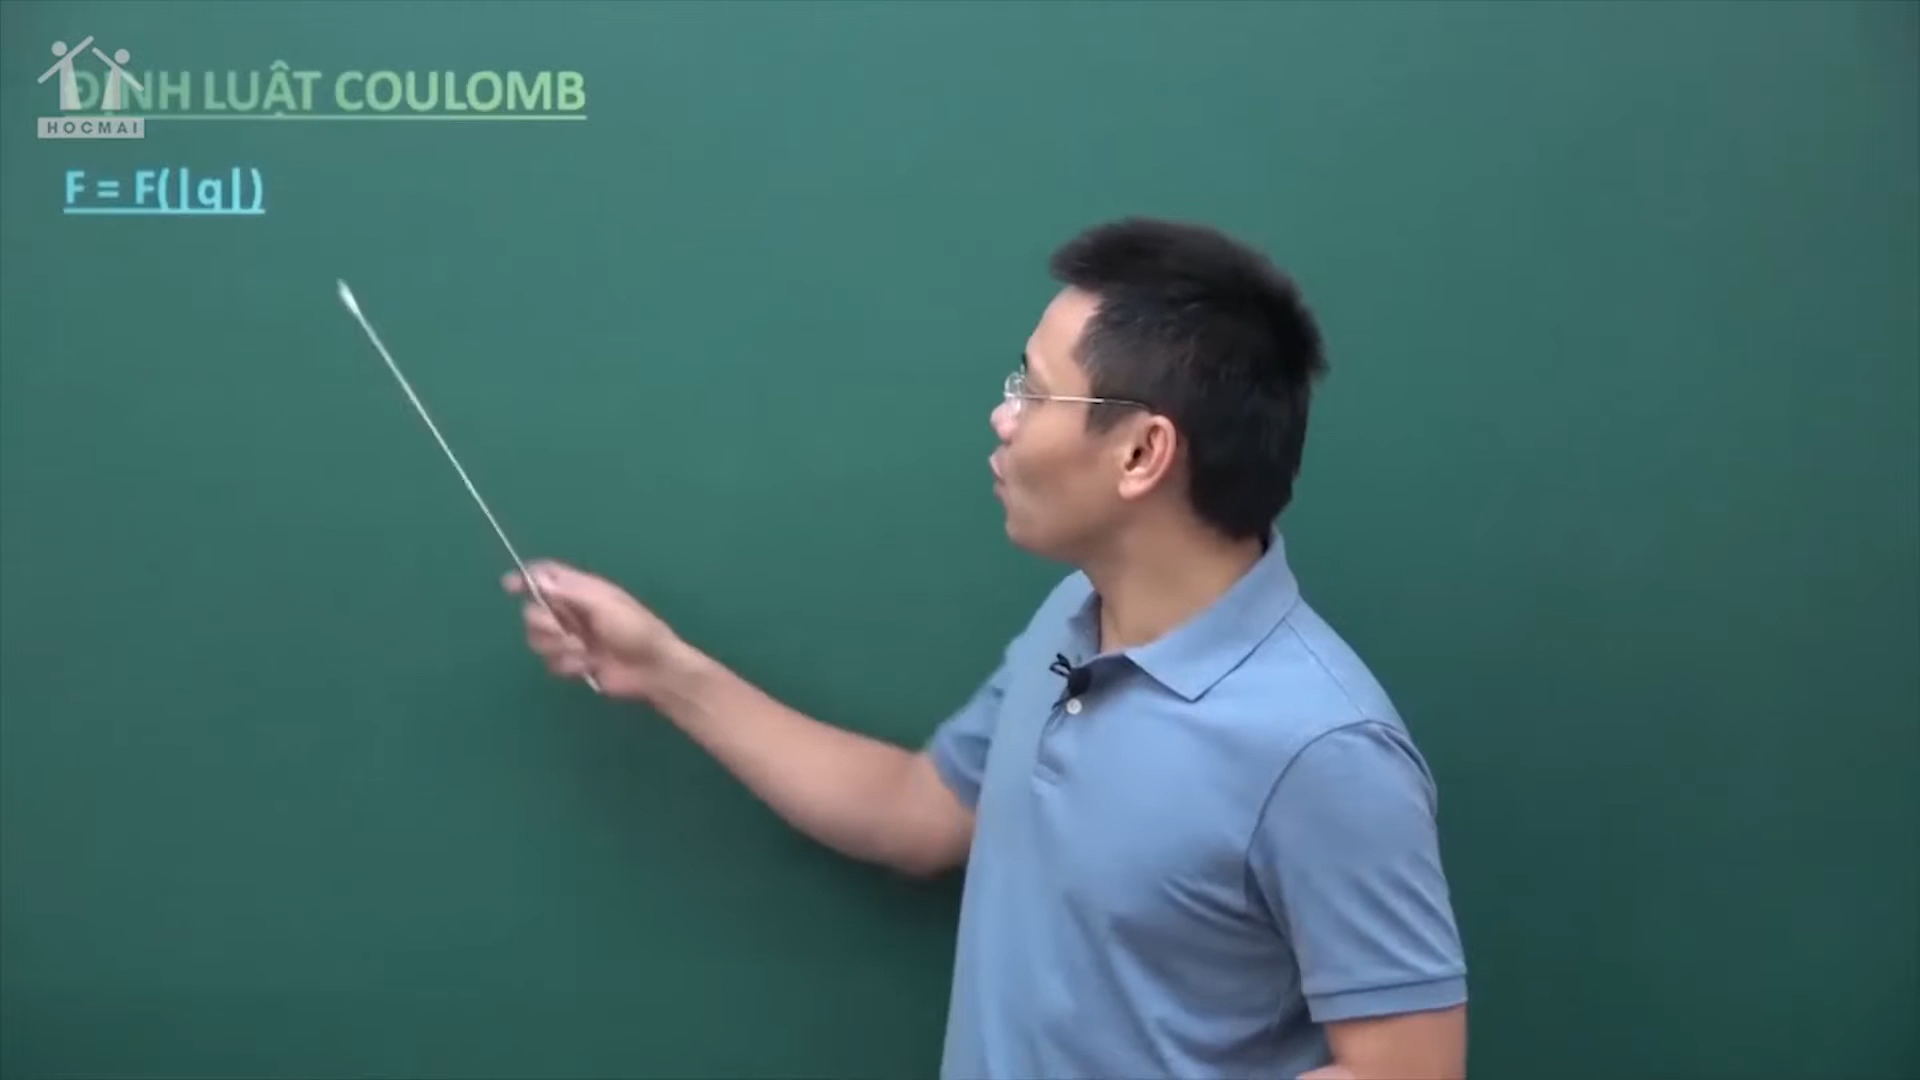 ĐỊNH LUẬT COULOMB
HOCMAI
F = F(|q|)